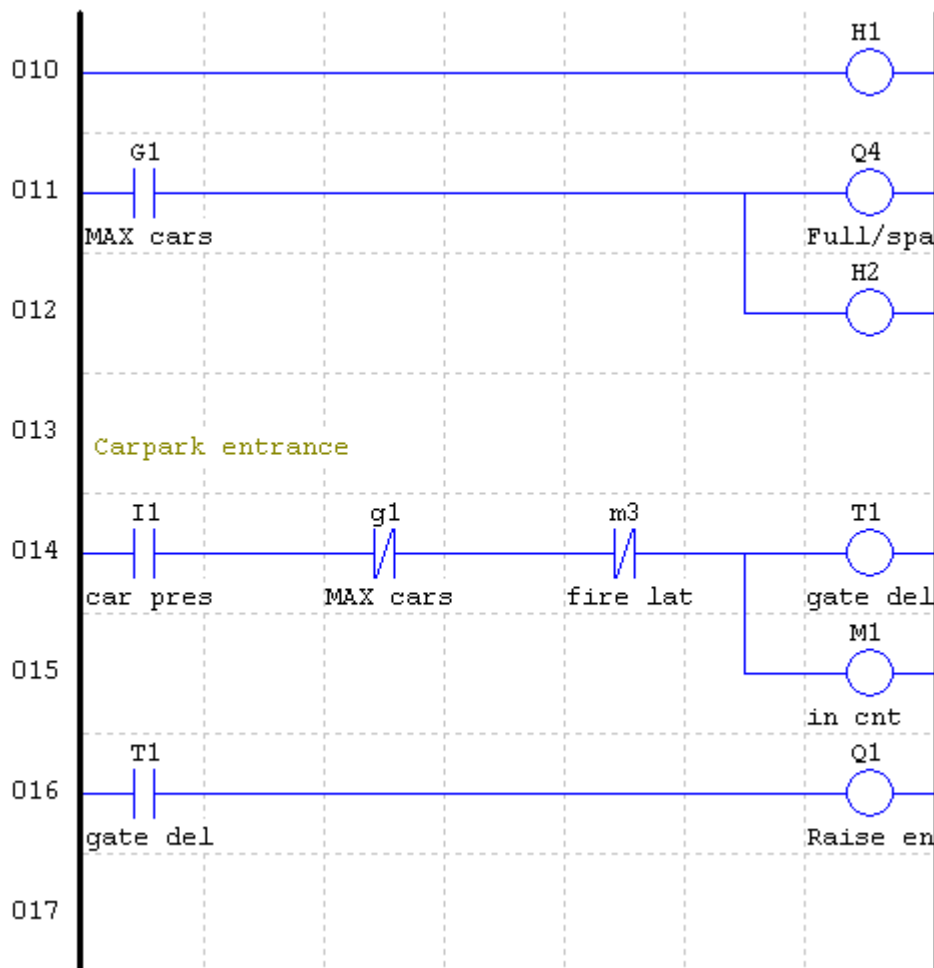 H1
010
G1 Q4
011
MAX cars Full/spa
H2
012
013
Carpark entrance
I1 g1 m3 T1
014
car pres MAX cars fire lat gate del
M1
015
in cnt
T1 Q1
016
gate del Raise en
017